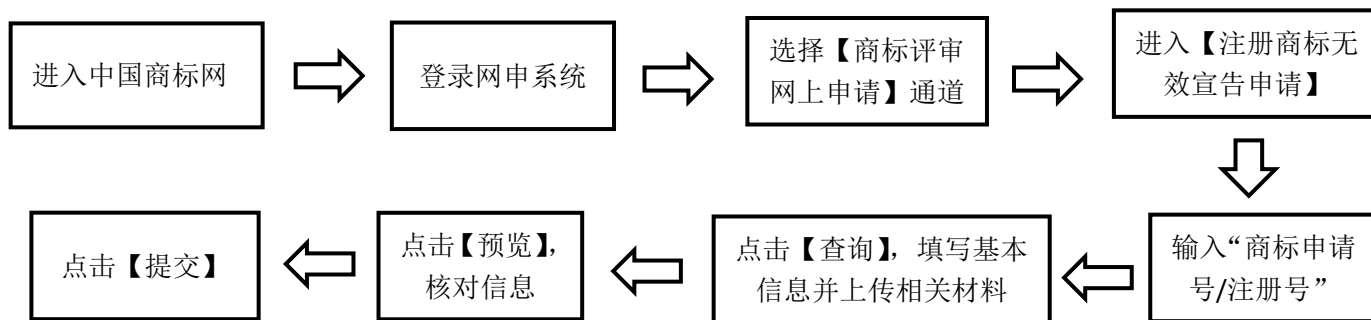 进入中国商标网
登录网申系统
选择【商标评审
网上申请】通道
进入【注册商标无
效宣告申请】
输入“商标申请
号/注册号”
点击【查询】，填写基本
信息并上传相关材料
点击【预览】，
核对信息
点击【提交】